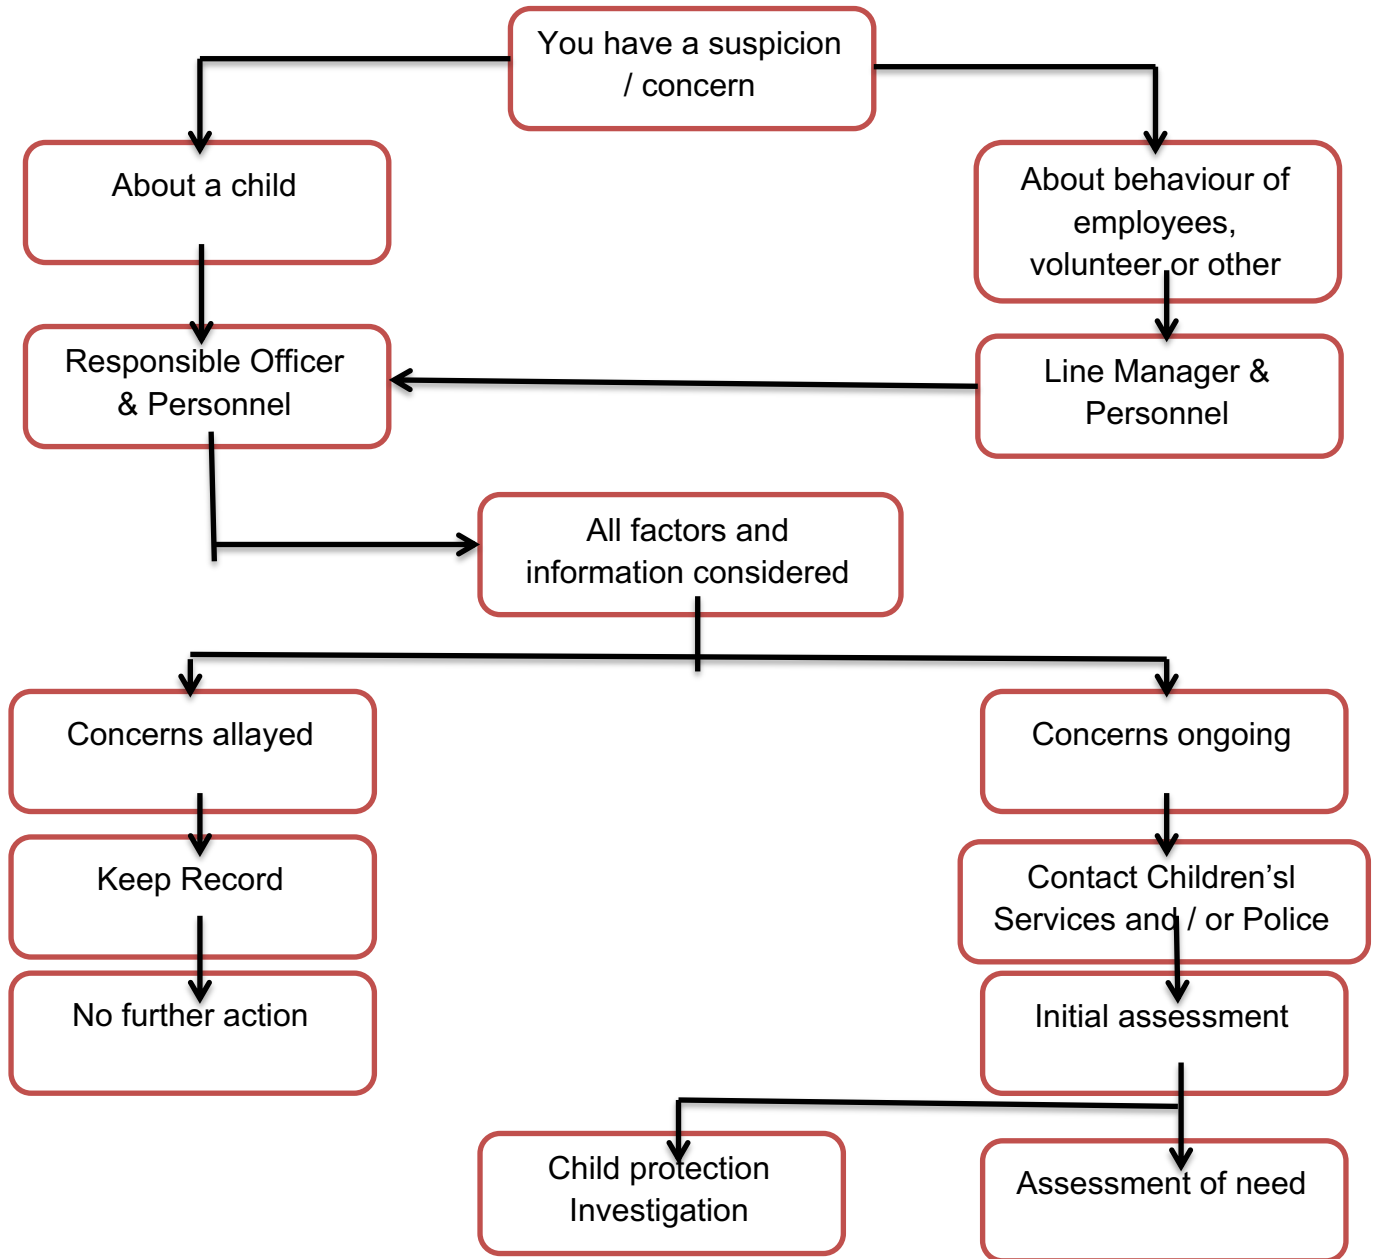 You have a suspicion
/ concern
About a child
About behaviour of
employees,
volunteer or other
Responsible Officer
& Personnel
Line Manager &
Personnel
All factors and
information considered
Concerns allayed
Concerns ongoing
Keep Record
Contact Children'sl
Services and / or Police
No further action
Initial assessment
Child protection
Investigation
Assessment of need